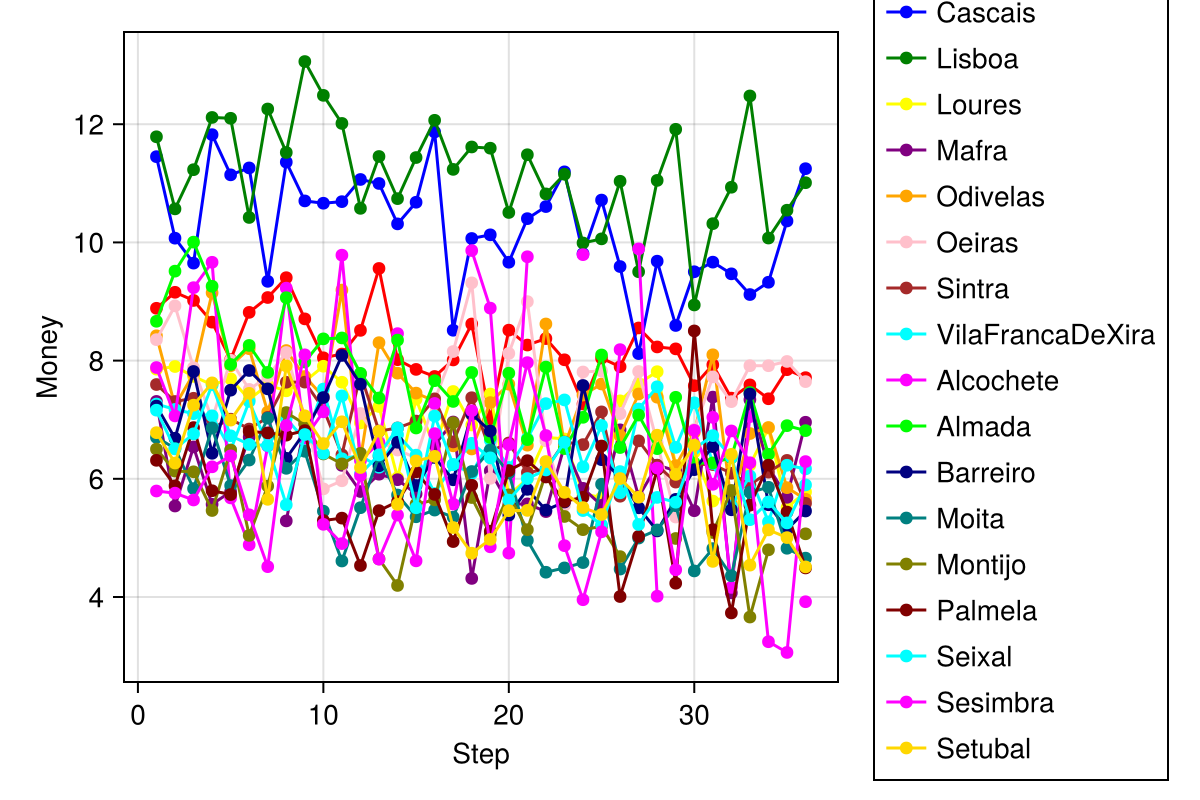 Money
12
10
8
6
4
0
10
20
30
Step
Cascais
Lisboa
Loures
Mafra
Odivelas
Oeiras
Sintra
VilaFrancaDeXira
Alcochete
Almada
Barreiro
Moita
Montijo
Palmela
Seixal
Sesimbra
Setubal